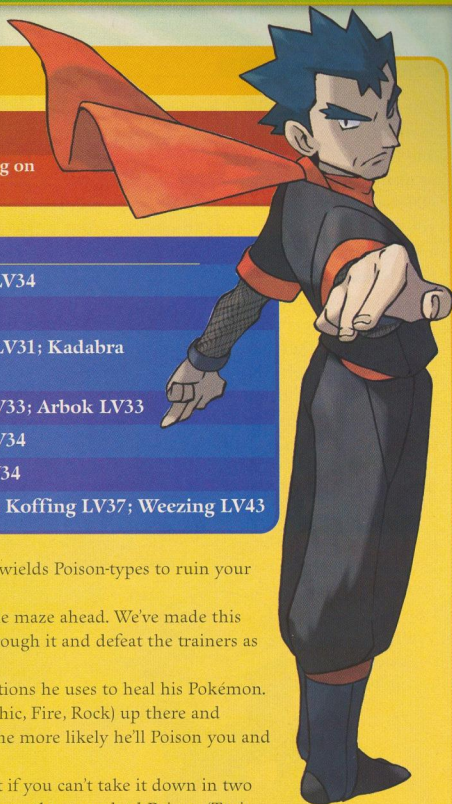 g on
LV34
LV31; Kadabra
V33; Arbok LV33
V34
V34
Koffing LV37; Weezing LV43
wields Poison-types to ruin your
e maze ahead. We've made this
ough it and defeat the trainers as
tions he uses to heal his Pokémon.
hic, Fire, Rock) up there and
he more likely he'll Poison you and
t if you can't take it down in two